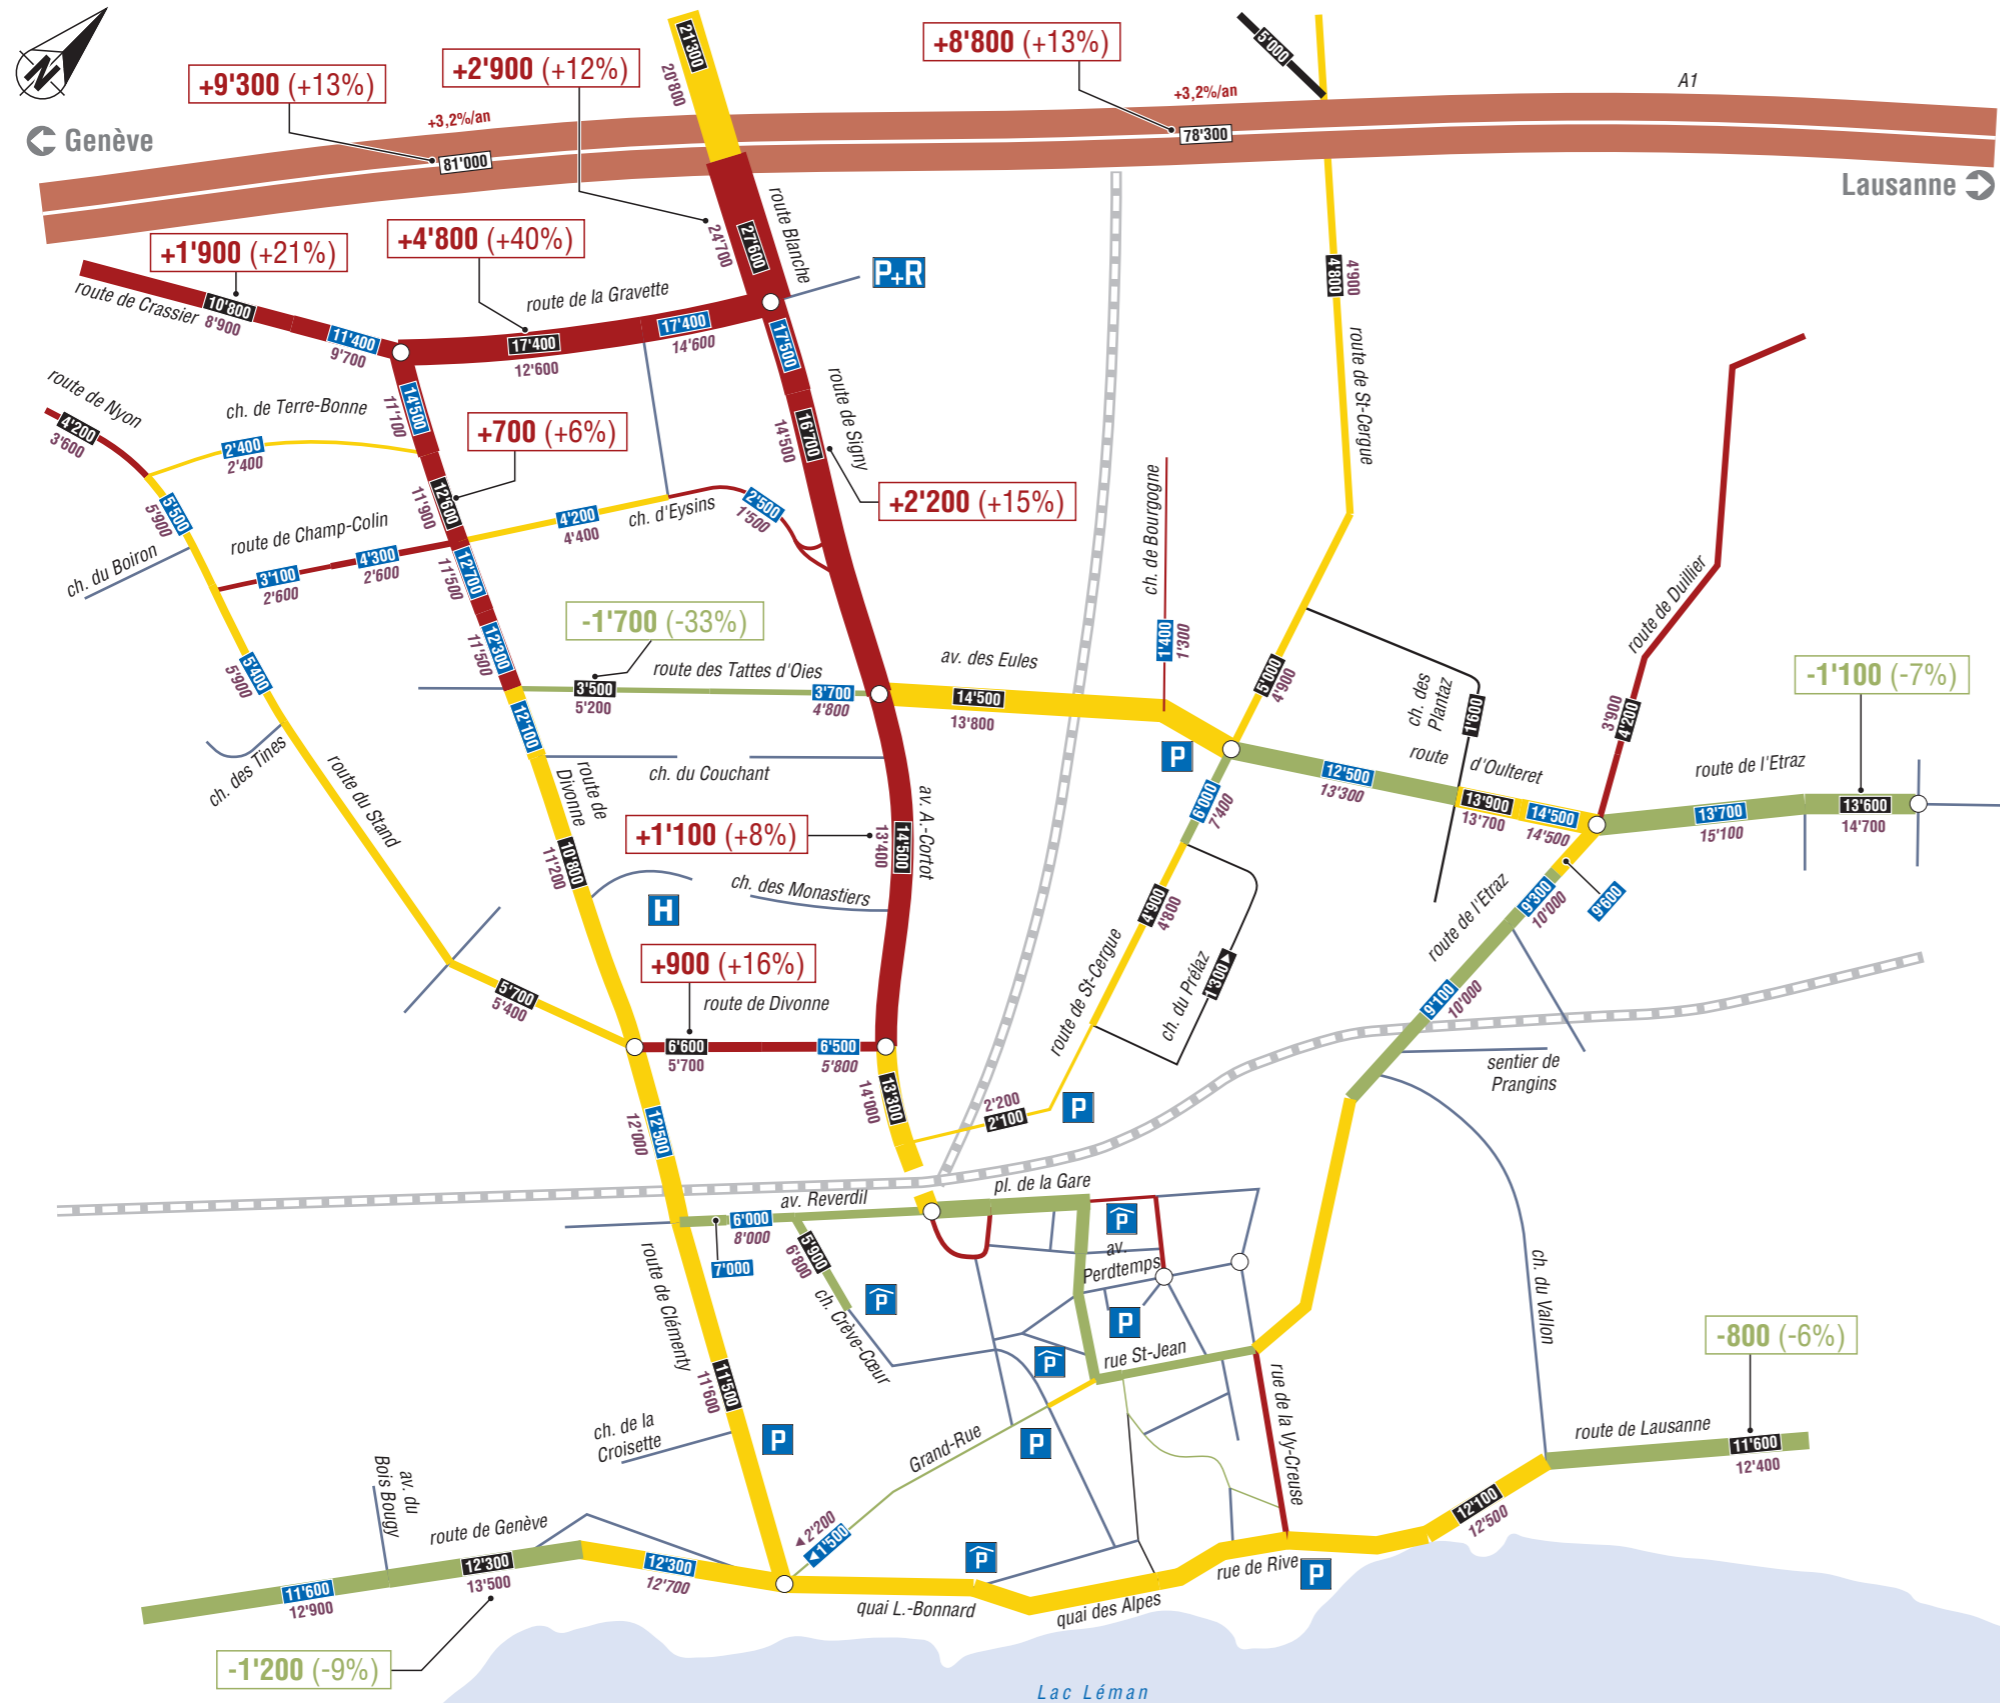 N
Genève
+9'300 (+13%)
+3,2%/an
81'000
+2'900 (+12%)
21'300
20'800
+8'800 (+13%)
+3,2%/an
78'300
5'000
A1
Lausanne
+1'900 (+21%)
+4'800 (+40%)
route de la Gravette
24'700
27'600
route Blanche
P+R
4'800
4'900
route de Crassier
10'800
8'900
11'400
9'700
17'400
12'600
17'400
14'600
17'500
route de Nyon
4'200
3'600
ch. de Terre-Bonne
2'400
2'400
14'500
11'100
+700 (+6%)
16'700
14'500
route de Signy
route de St-Cergue
5'500
5'900
12'600
11'900
+2'200 (+15%)
ch. du Boiron
route de Champ-Colin
3'100
2'600
4'300
2'600
4'200
4'400
ch. d'Eysins
2'500
1'500
12'700
11'500
ch. de Bourgogne
1'400
1'300
route de Duillier
5'400
5'900
12'300
11'500
-1'700 (-33%)
route des Tattes d'Oies
3'500
5'200
3'700
4'800
av. des Eules
14'500
13'800
5'000
4'900
ch. des
Plantaz
1'600
3'900
4'200
-1'100 (-7%)
ch. des Tines
route du Stand
12'100
route de
Divonne
ch. du Couchant
P
12'500
13'300
route
d'Oulteret
13'900
13'700
14'500
14'500
route de l'Etraz
13'700
15'100
13'600
14'700
6'000
7'400
+1'100 (+8%)
13'400
14'500
av. A.-Cortot
10'800
11'200
ch. des Monastiers
H
4'900
4'800
ch. du Prélaz
1'300
route de l'Etraz
9'300
10'000
9'600
9'100
10'000
5'700
5'400
+900 (+16%)
route de Divonne
6'600
5'700
6'500
5'800
route de St-Cergue
sentier de
Prangins
13'300
14'000
2'200
2'100
P
12'500
12'000
av. Reverdil
pl. de la Gare
6'000
8'000
7'000
5'900
6'800
ch. Crève-Cœur
P
P
av.
Perdtemps
P
P
rue St-Jean
route de Clémenty
11'500
11'600
ch. de la
Croisette
P
P
Grand-Rue
rue de la Vy-Creuse
ch. du Vallon
-800 (-6%)
route de Lausanne
11'600
12'400
12'100
12'500
av. du
Bois Bougy
route de Genève
11'600
12'900
12'300
13'500
12'300
12'700
2'200
1'500
P
quai L.-Bonnard
quai des Alpes
rue de Rive
P
-1'200 (-9%)
Lac Léman